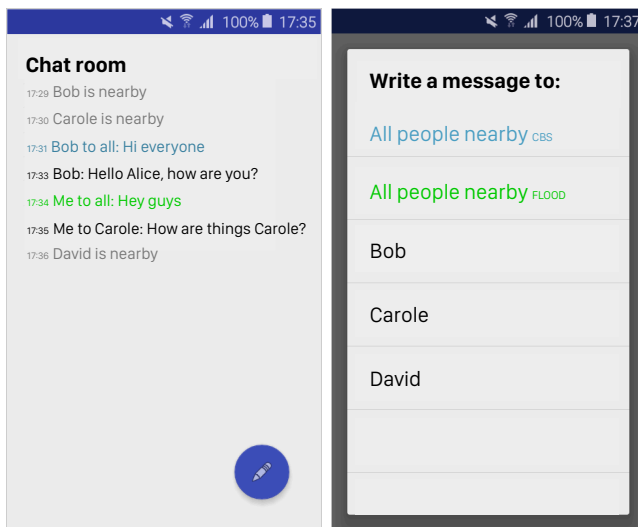 100% 17:35
Chat room
17:29 Bob is nearby
17:30 Carole is nearby
17:31 Bob to all: Hi everyone
17:33 Bob: Hello Alice, how are you?
17:34 Me to all: Hey guys
17:35 Me to Carole: How are things Carole?
17:36 David is nearby
100% 17:37
Write a message to:
All people nearby CBS
All people nearby FLOOD
Bob
Carole
David